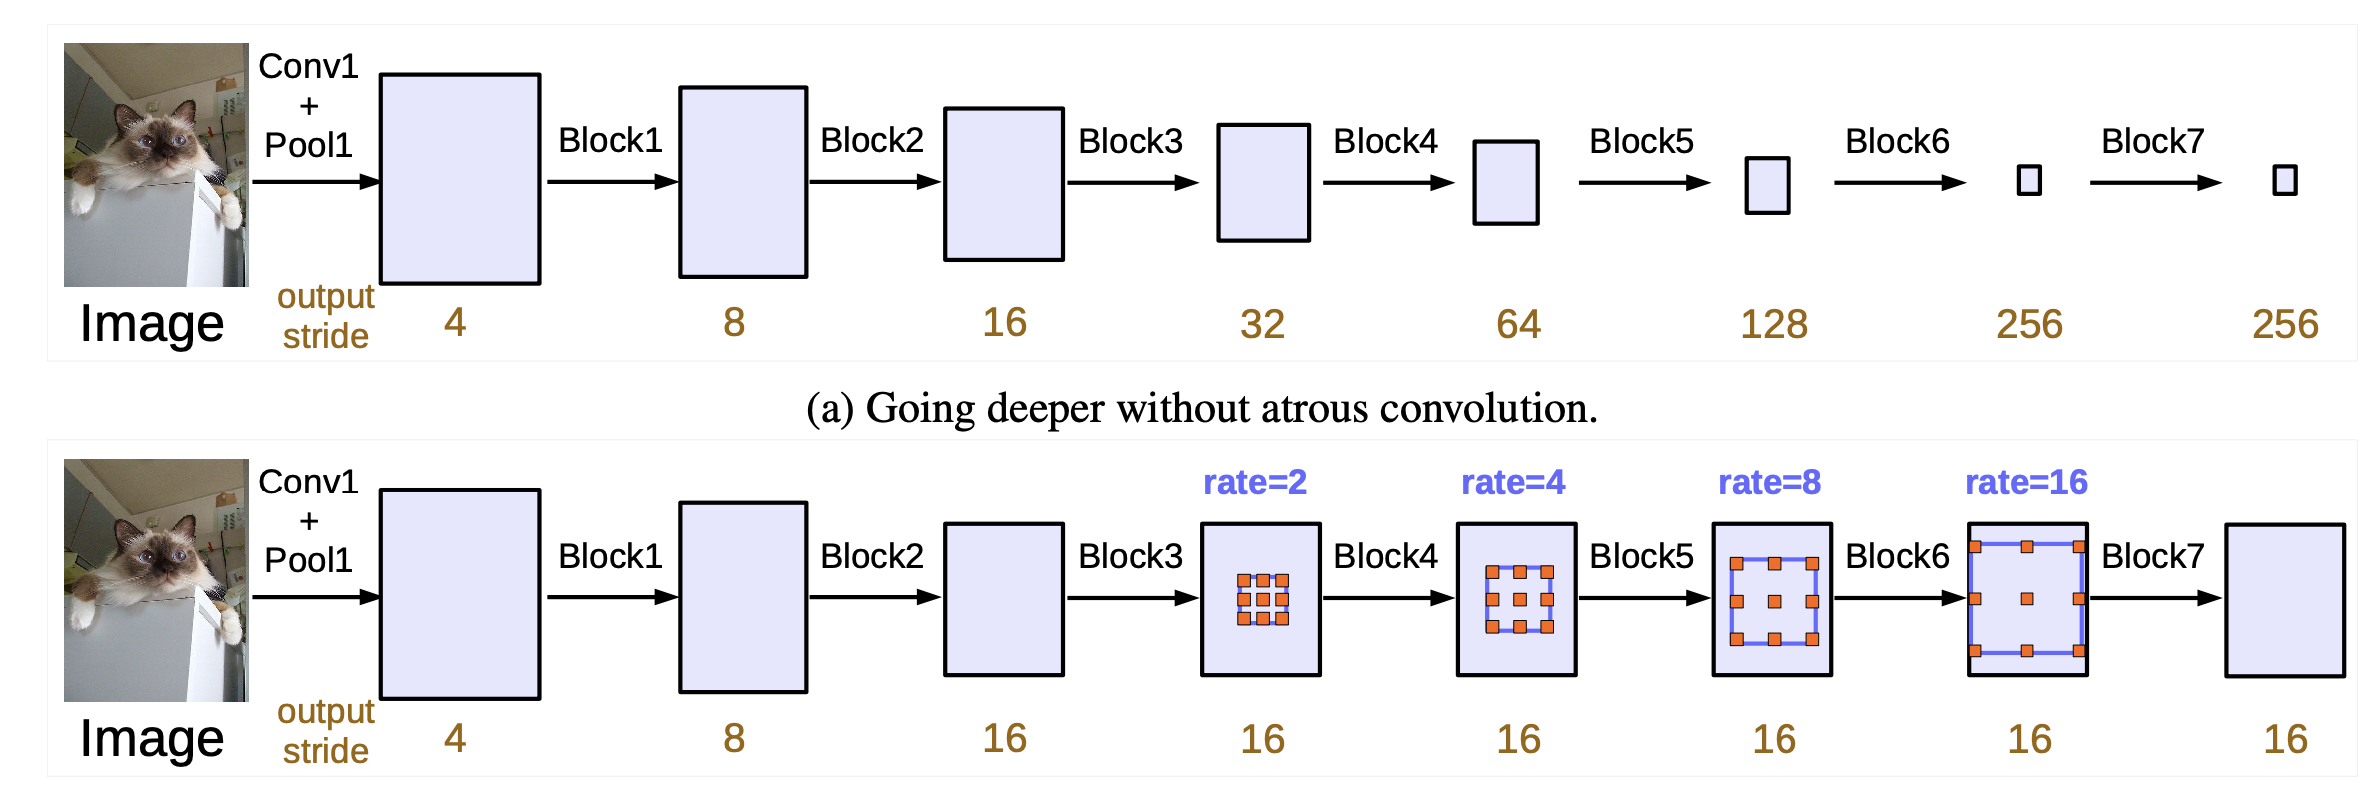 Conv1
+
Pool1
Block1
Block2
Block3
Block4
Block5
Block6
Block7
Image
output
stride
4
8
16
32
64
128
256
256
(a) Going deeper without atrous convolution.
Conv1
+
Pool1
Block1
Block2
Block3
rate=2
Block4
rate=4
Block5
rate=8
Block6
rate=16
Block7
Image
output
stride
4
8
16
16
16
16
16
16